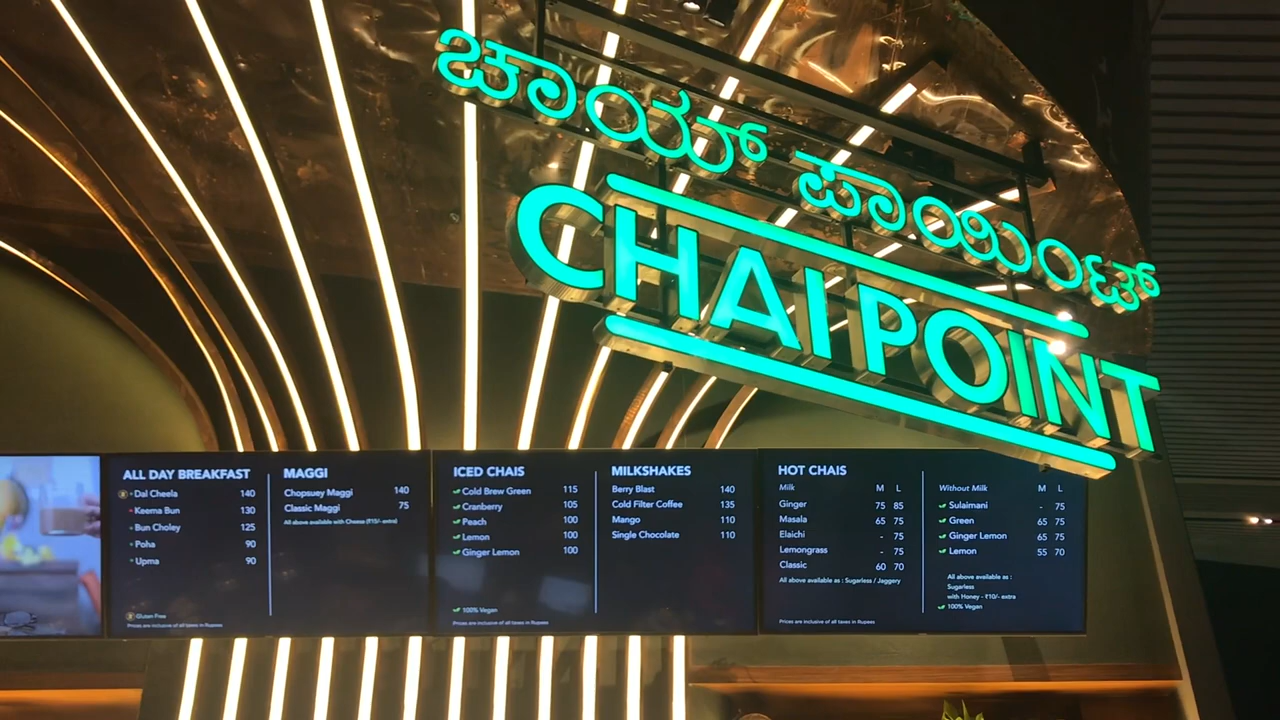 ಚಾಯ್ ಪಾಯಿಂಟ್
CHAI POINT
ALL DAY BREAKFAST
Dal Cheela 140
Keema Bun 130
Bun Choley 125
Poha 90
Upma 90
Gluten Free
Prices are inclusive of all taxes in Rupees
MAGGI
Chopsuey Maggi 140
Classic Maggi 75
All above available with Cheese (₹15/- extra)
ICED CHAIS
Cold Brew Green 115
Cranberry 105
Peach 100
Lemon 100
Ginger Lemon 100
100% Vegan
Prices are inclusive of all taxes in Rupees
MILKSHAKES
Berry Blast 140
Cold Filter Coffee 135
Mango 110
Single Chocolate 110
HOT CHAIS
Milk M L
Ginger 75 85
Masala 65 75
Elaichi - 75
Lemongrass - 75
Classic 60 70
All above available as : Sugarless / Jaggery
Prices are inclusive of all taxes in Rupees
Without Milk M L
Sulaimani - 75
Green 65 75
Ginger Lemon 65 75
Lemon 55 70
All above available as :
Sugarless
with Honey - ₹10/- extra
100% Vegan